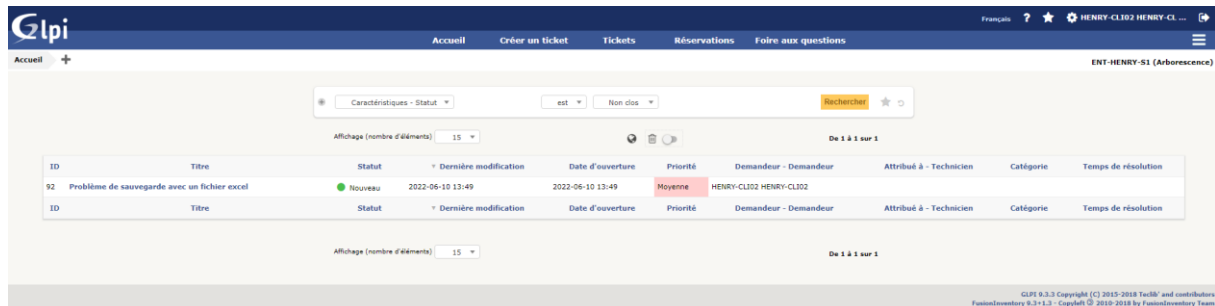 Glpi
Français ? HENRY-CLI02 HENRY-CL ...
Accueil Créer un ticket Tickets Réservations Foire aux questions
Accueil + ENT-HENRY-S1 (Arborescence)
Caractéristiques - Statut est Non clos Rechercher
Affichage (nombre d'éléments) 15 De 1 à 1 sur 1
ID Titre Statut Dernière modification Date d'ouverture Priorité Demandeur - Demandeur Attribué à - Technicien Catégorie Temps de résolution
92 Problème de sauvegarde avec un fichier excel Nouveau 2022-06-10 13:49 2022-06-10 13:49 Moyenne HENRY-CLI02 HENRY-CLI02
ID Titre Statut Dernière modification Date d'ouverture Priorité Demandeur - Demandeur Attribué à - Technicien Catégorie Temps de résolution
Affichage (nombre d'éléments) 15 De 1 à 1 sur 1
GLPI 9.3.3 Copyright (C) 2015-2018 Teclib' and contributors
FusionInventory 9.3+1.3 - Copyleft © 2010-2018 by FusionInventory Team